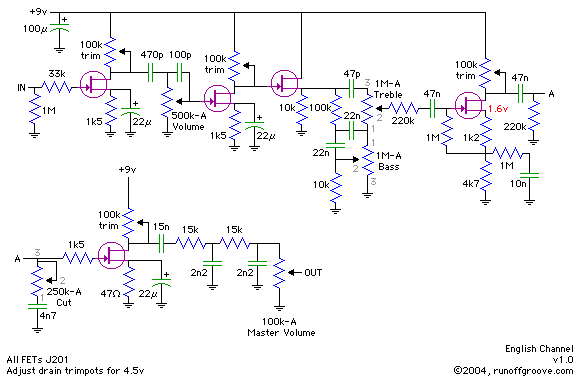 +9v
100µ
100k
trim
470p
100p
IN
33k
1M
1k5
22µ
500k-A
Volume
100k
trim
1k5
22µ
10k
47p
100k
22n
22n
10k
3
1M-A
Treble
1
1
1M-A
Bass
2
3
220k
47n
1M
100k
trim
47n
A
1.6v
220k
1k2
1M
4k7
10n
+9v
100k
trim
15n
15k
15k
A
3
1k5
2
250k-A
Cut
1
4n7
47Ω
22µ
2n2
2n2
OUT
100k-A
Master Volume
All FETs J201
Adjust drain trimpots for 4.5v
English Channel
v1.0
©2004, runoffgroove.com